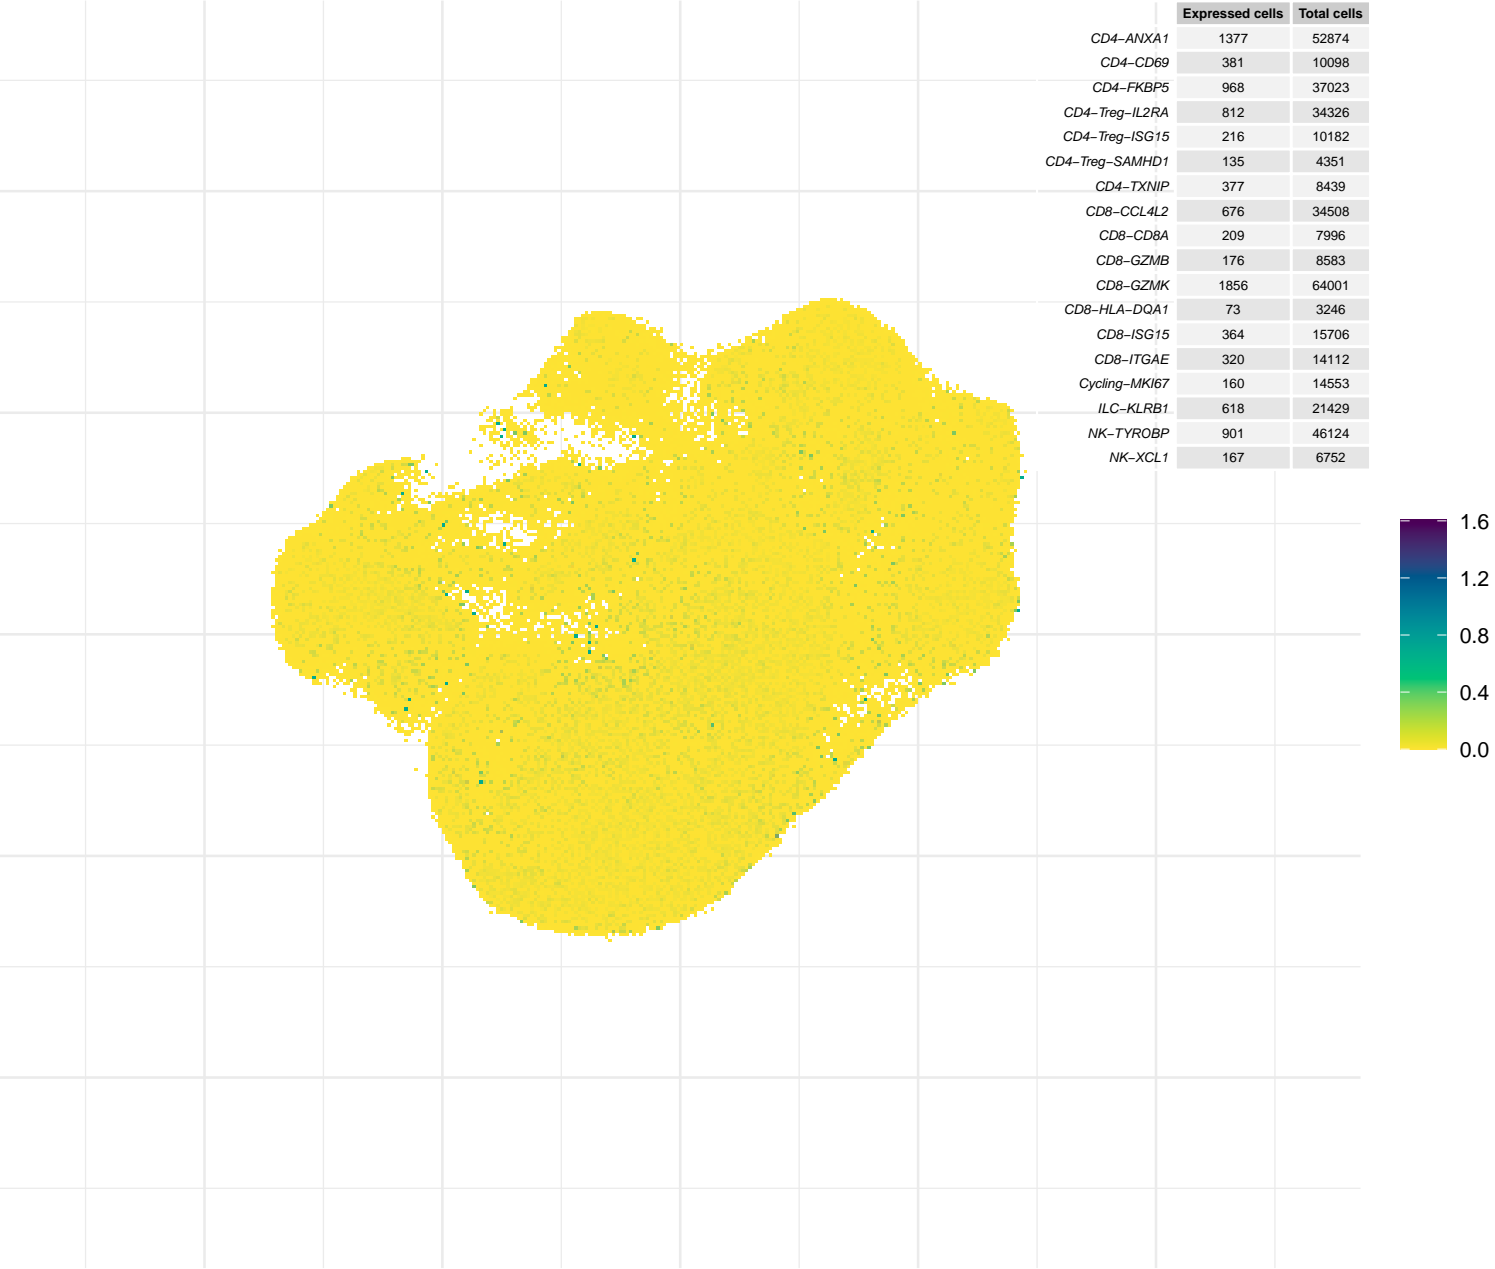 Expressed cells Total cells
CD4−ANXA1 1377 52874
CD4−CD69 381 10098
CD4−FKBP5 968 37023
CD4−Treg−IL2RA 812 34326
CD4−Treg−ISG15 216 10182
CD4−Treg−SAMHD1 135 4351
CD4−TXNIP 377 8439
CD8−CCL4L2 676 34508
CD8−CD8A 209 7996
CD8−GZMB 176 8583
CD8−GZMK 1856 64001
CD8−HLA−DQA1 73 3246
CD8−ISG15 364 15706
CD8−ITGAE 320 14112
Cycling−MKI67 160 14553
ILC−KLRB1 618 21429
NK−TYROBP 901 46124
NK−XCL1 167 6752
1.6
1.2
0.8
0.4
0.0